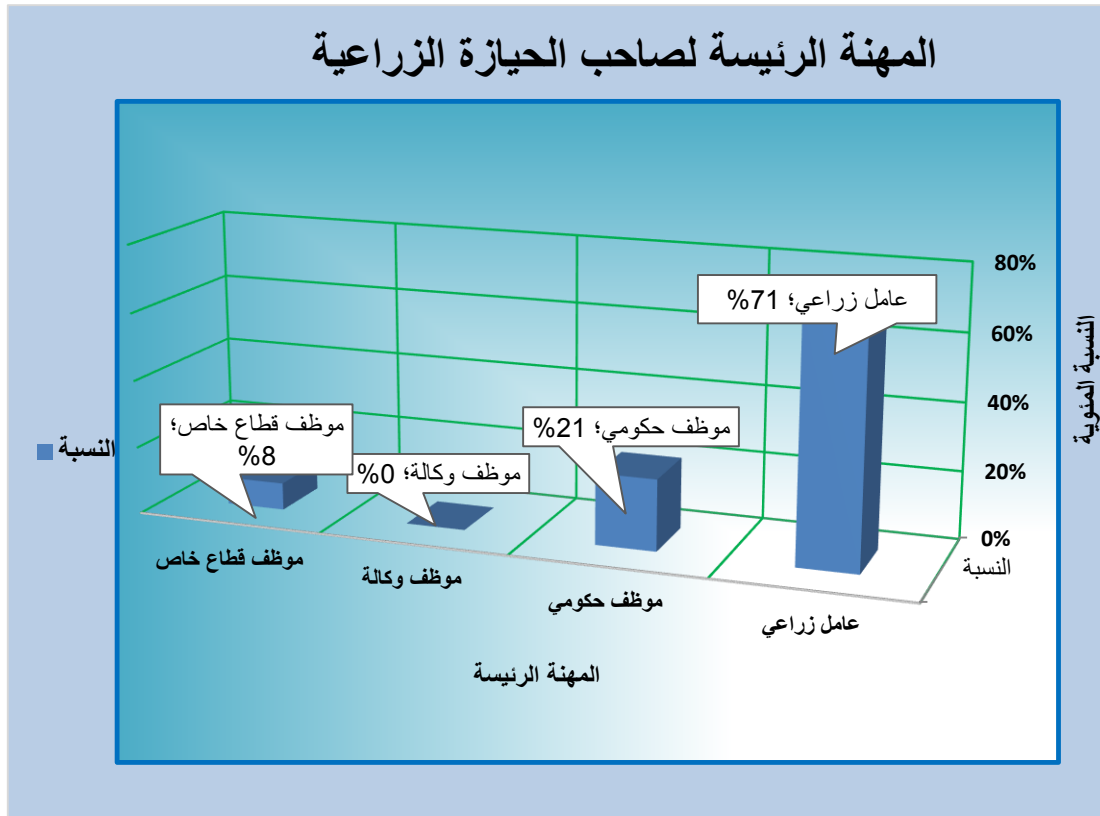 المهنة الرئيسة لصاحب الحيازة الزراعية
80%
60%
40%
20%
0%
النسبة المئوية
النسبة
عامل زراعي؛ 71%
موظف حكومي؛ 21%
موظف وكالة؛ 0%
موظف قطاع خاص؛
8%
عامل زراعي
موظف حكومي
موظف وكالة
موظف قطاع خاص
المهنة الرئيسة
النسبة